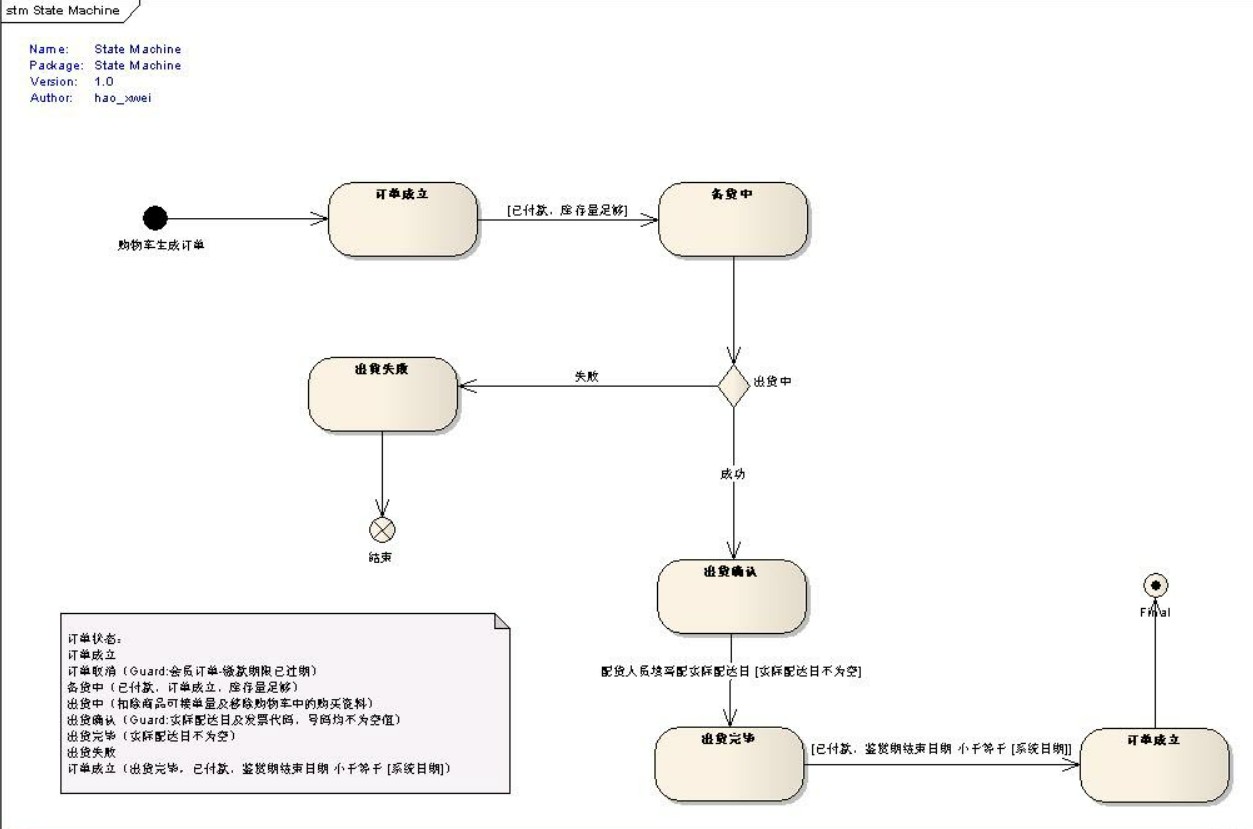 stm State Machine
Name: State Machine
Package: State Machine
Version: 1.0
Author: hao_xwei
订单成立
[已付款，库存量足够]
备货中
购物车生成订单
出货失败
失败
出货中
成功
结束
出货确认
Final
配货人员填写配实际配达日 [实际配达日不为空]
出货完毕
[已付款，鉴赏期结束日期 小于等于 [系统日期]]
订单成立
订单状态：
订单成立
订单取消（Guard:会员订单-缴款期限已过期）
备货中（已付款，订单成立，库存量足够）
出货中（扣除商品可接单量及移除购物车中的购买资料）
出货确认（Guard:实际配达日及发票代码，号码均不为空值）
出货完毕（实际配达日不为空）
出货失败
订单成立（出货完毕，已付款，鉴赏期结束日期 小于等于 [系统日期]）